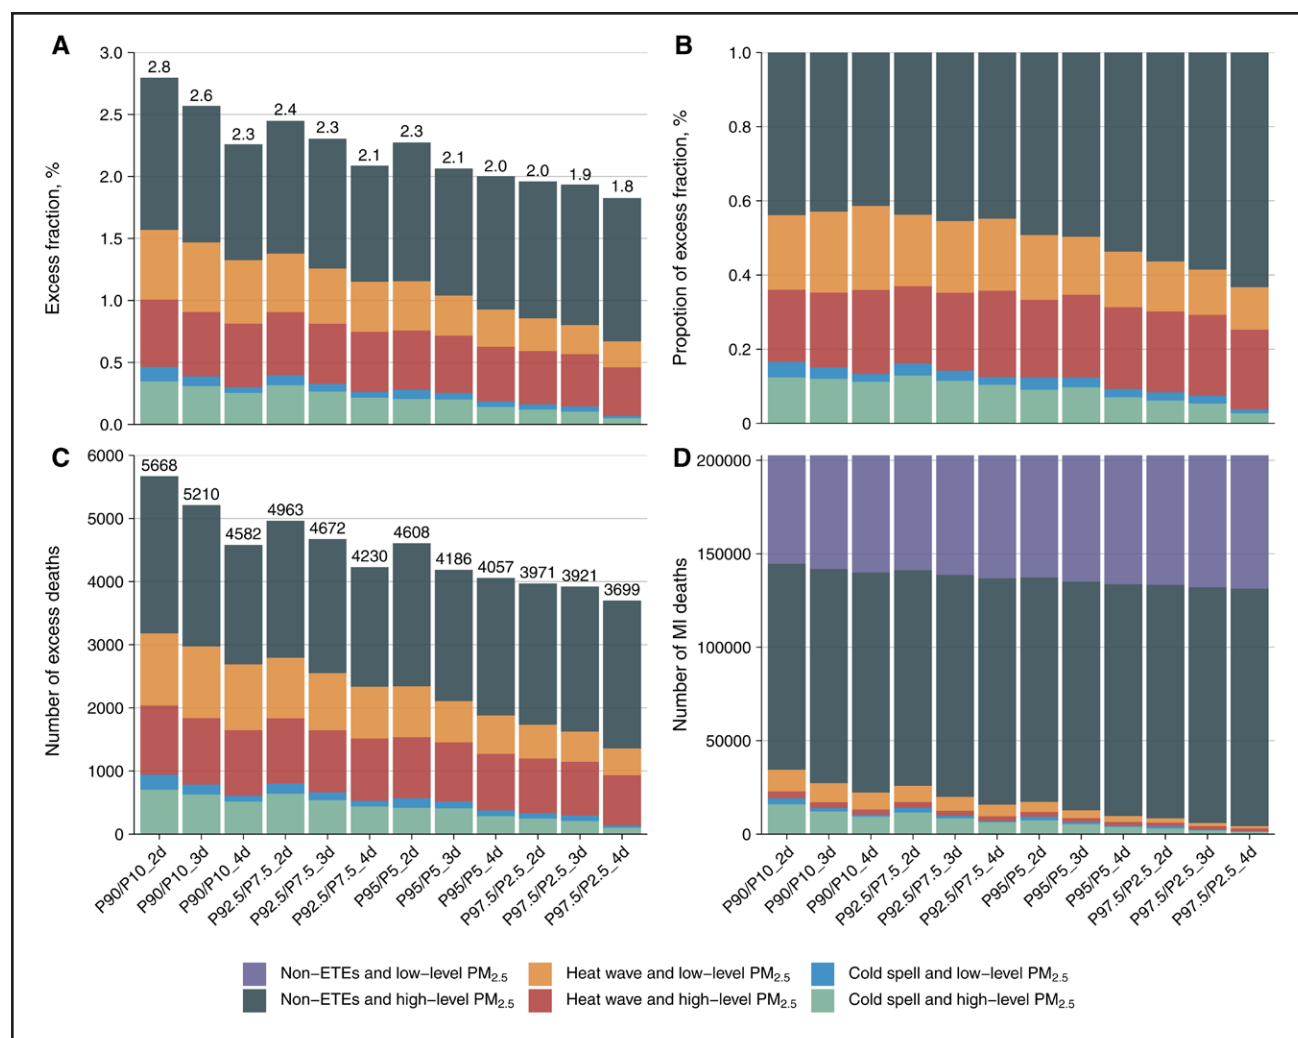 A
Excess fraction, %
3.0
2.5
2.0
1.5
1.0
0.5
0.0
2.8
2.6
2.3
2.4
2.3
2.1
2.3
2.1
2.0
2.0
1.9
1.8
B
Propotion of excess fraction, %
1.0
0.8
0.6
0.4
0.2
0
C
Number of excess deaths
6000
5000
4000
3000
2000
1000
0
5668
5210
4582
4963
4672
4230
4608
4186
4057
3971
3921
3699
P90/P10_2d
P90/P10_3d
P90/P10_4d
P92.5/P7.5_2d
P92.5/P7.5_3d
P92.5/P7.5_4d
P95/P5_2d
P95/P5_3d
P95/P5_4d
P97.5/P2.5_2d
P97.5/P2.5_3d
P97.5/P2.5_4d
D
Number of MI deaths
200000
150000
100000
50000
0
P90/P10_2d
P90/P10_3d
P90/P10_4d
P92.5/P7.5_2d
P92.5/P7.5_3d
P92.5/P7.5_4d
P95/P5_2d
P95/P5_3d
P95/P5_4d
P97.5/P2.5_2d
P97.5/P2.5_3d
P97.5/P2.5_4d
Non−ETEs and low−level PM2.5
Heat wave and low−level PM2.5
Cold spell and low−level PM2.5
Non−ETEs and high−level PM2.5
Heat wave and high−level PM2.5
Cold spell and high−level PM2.5